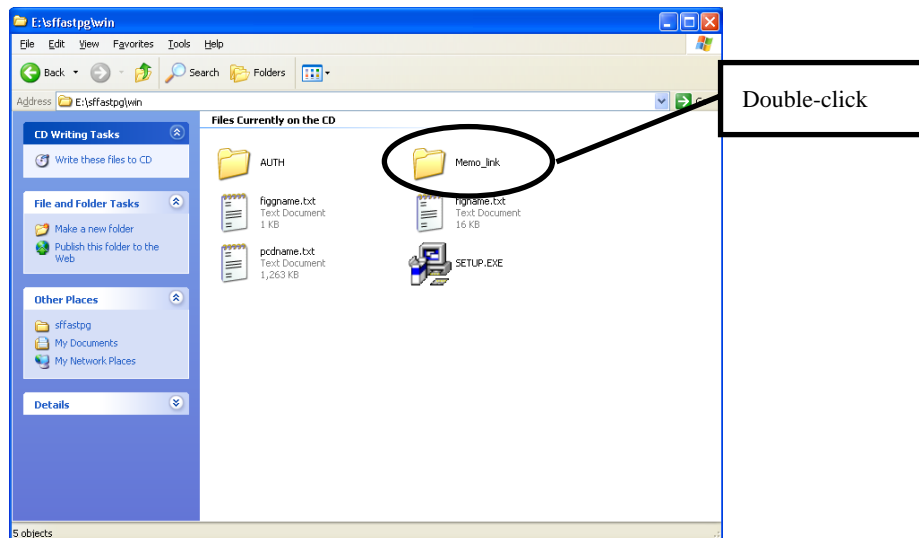 E:\sffastpg\win
File Edit View Favorites Tools Help
Back Search Folders
Address E:\sffastpg\win
Double-click
Files Currently on the CD
CD Writing Tasks
Write these files to CD
AUTH
Memo_link
File and Folder Tasks
Make a new folder
Publish this folder to the
Web
figgname.txt
Text Document
1 KB
figname.txt
Text Document
16 KB
pcdname.txt
Text Document
1,263 KB
SETUP.EXE
Other Places
sffastpg
My Documents
My Network Places
Details
5 objects